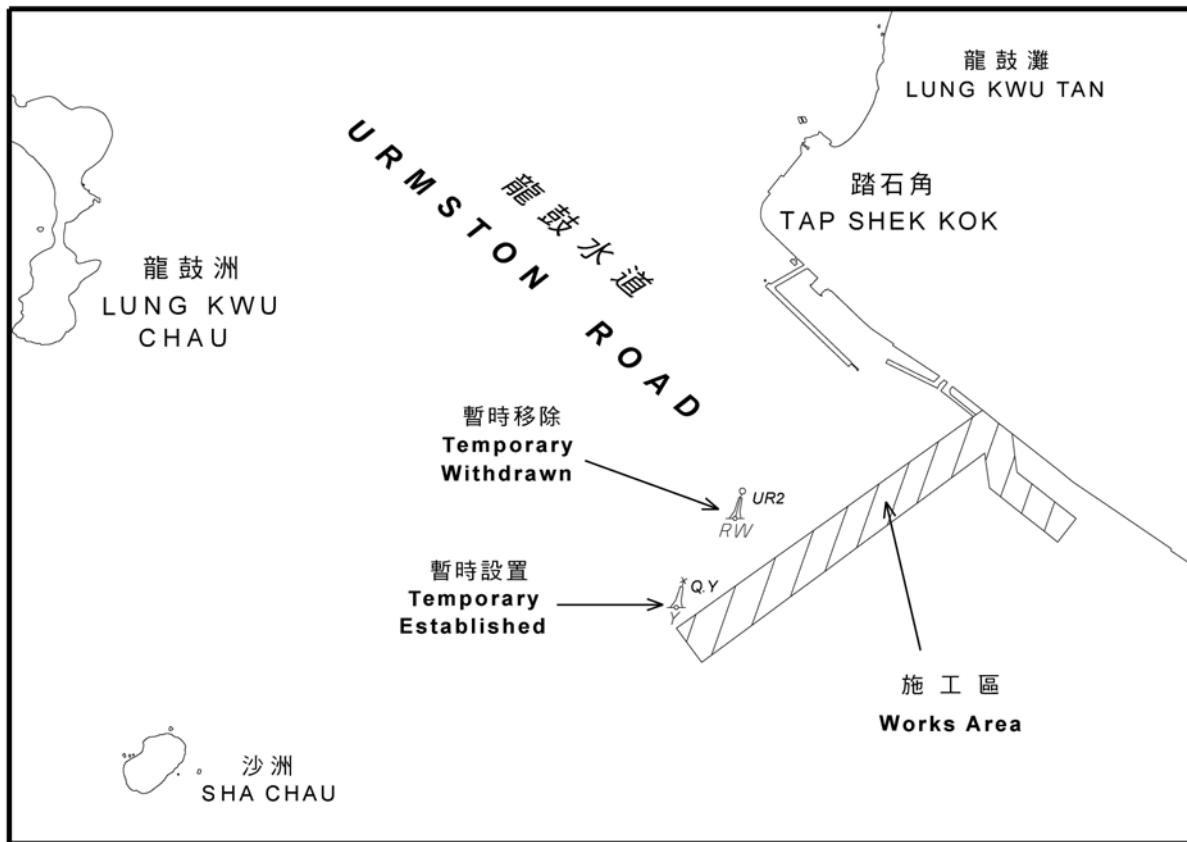 龍鼓灘
LUNG KWU TAN
踏石角
TAP SHEK KOK
龍鼓水道
URMSTON ROAD
龍鼓洲
LUNG KWU
CHAU
暫時移除
Temporary
Withdrawn
UR2
RW
暫時設置
Temporary
Established
Q.Y
Y
施工區
Works Area
沙洲
SHA CHAU